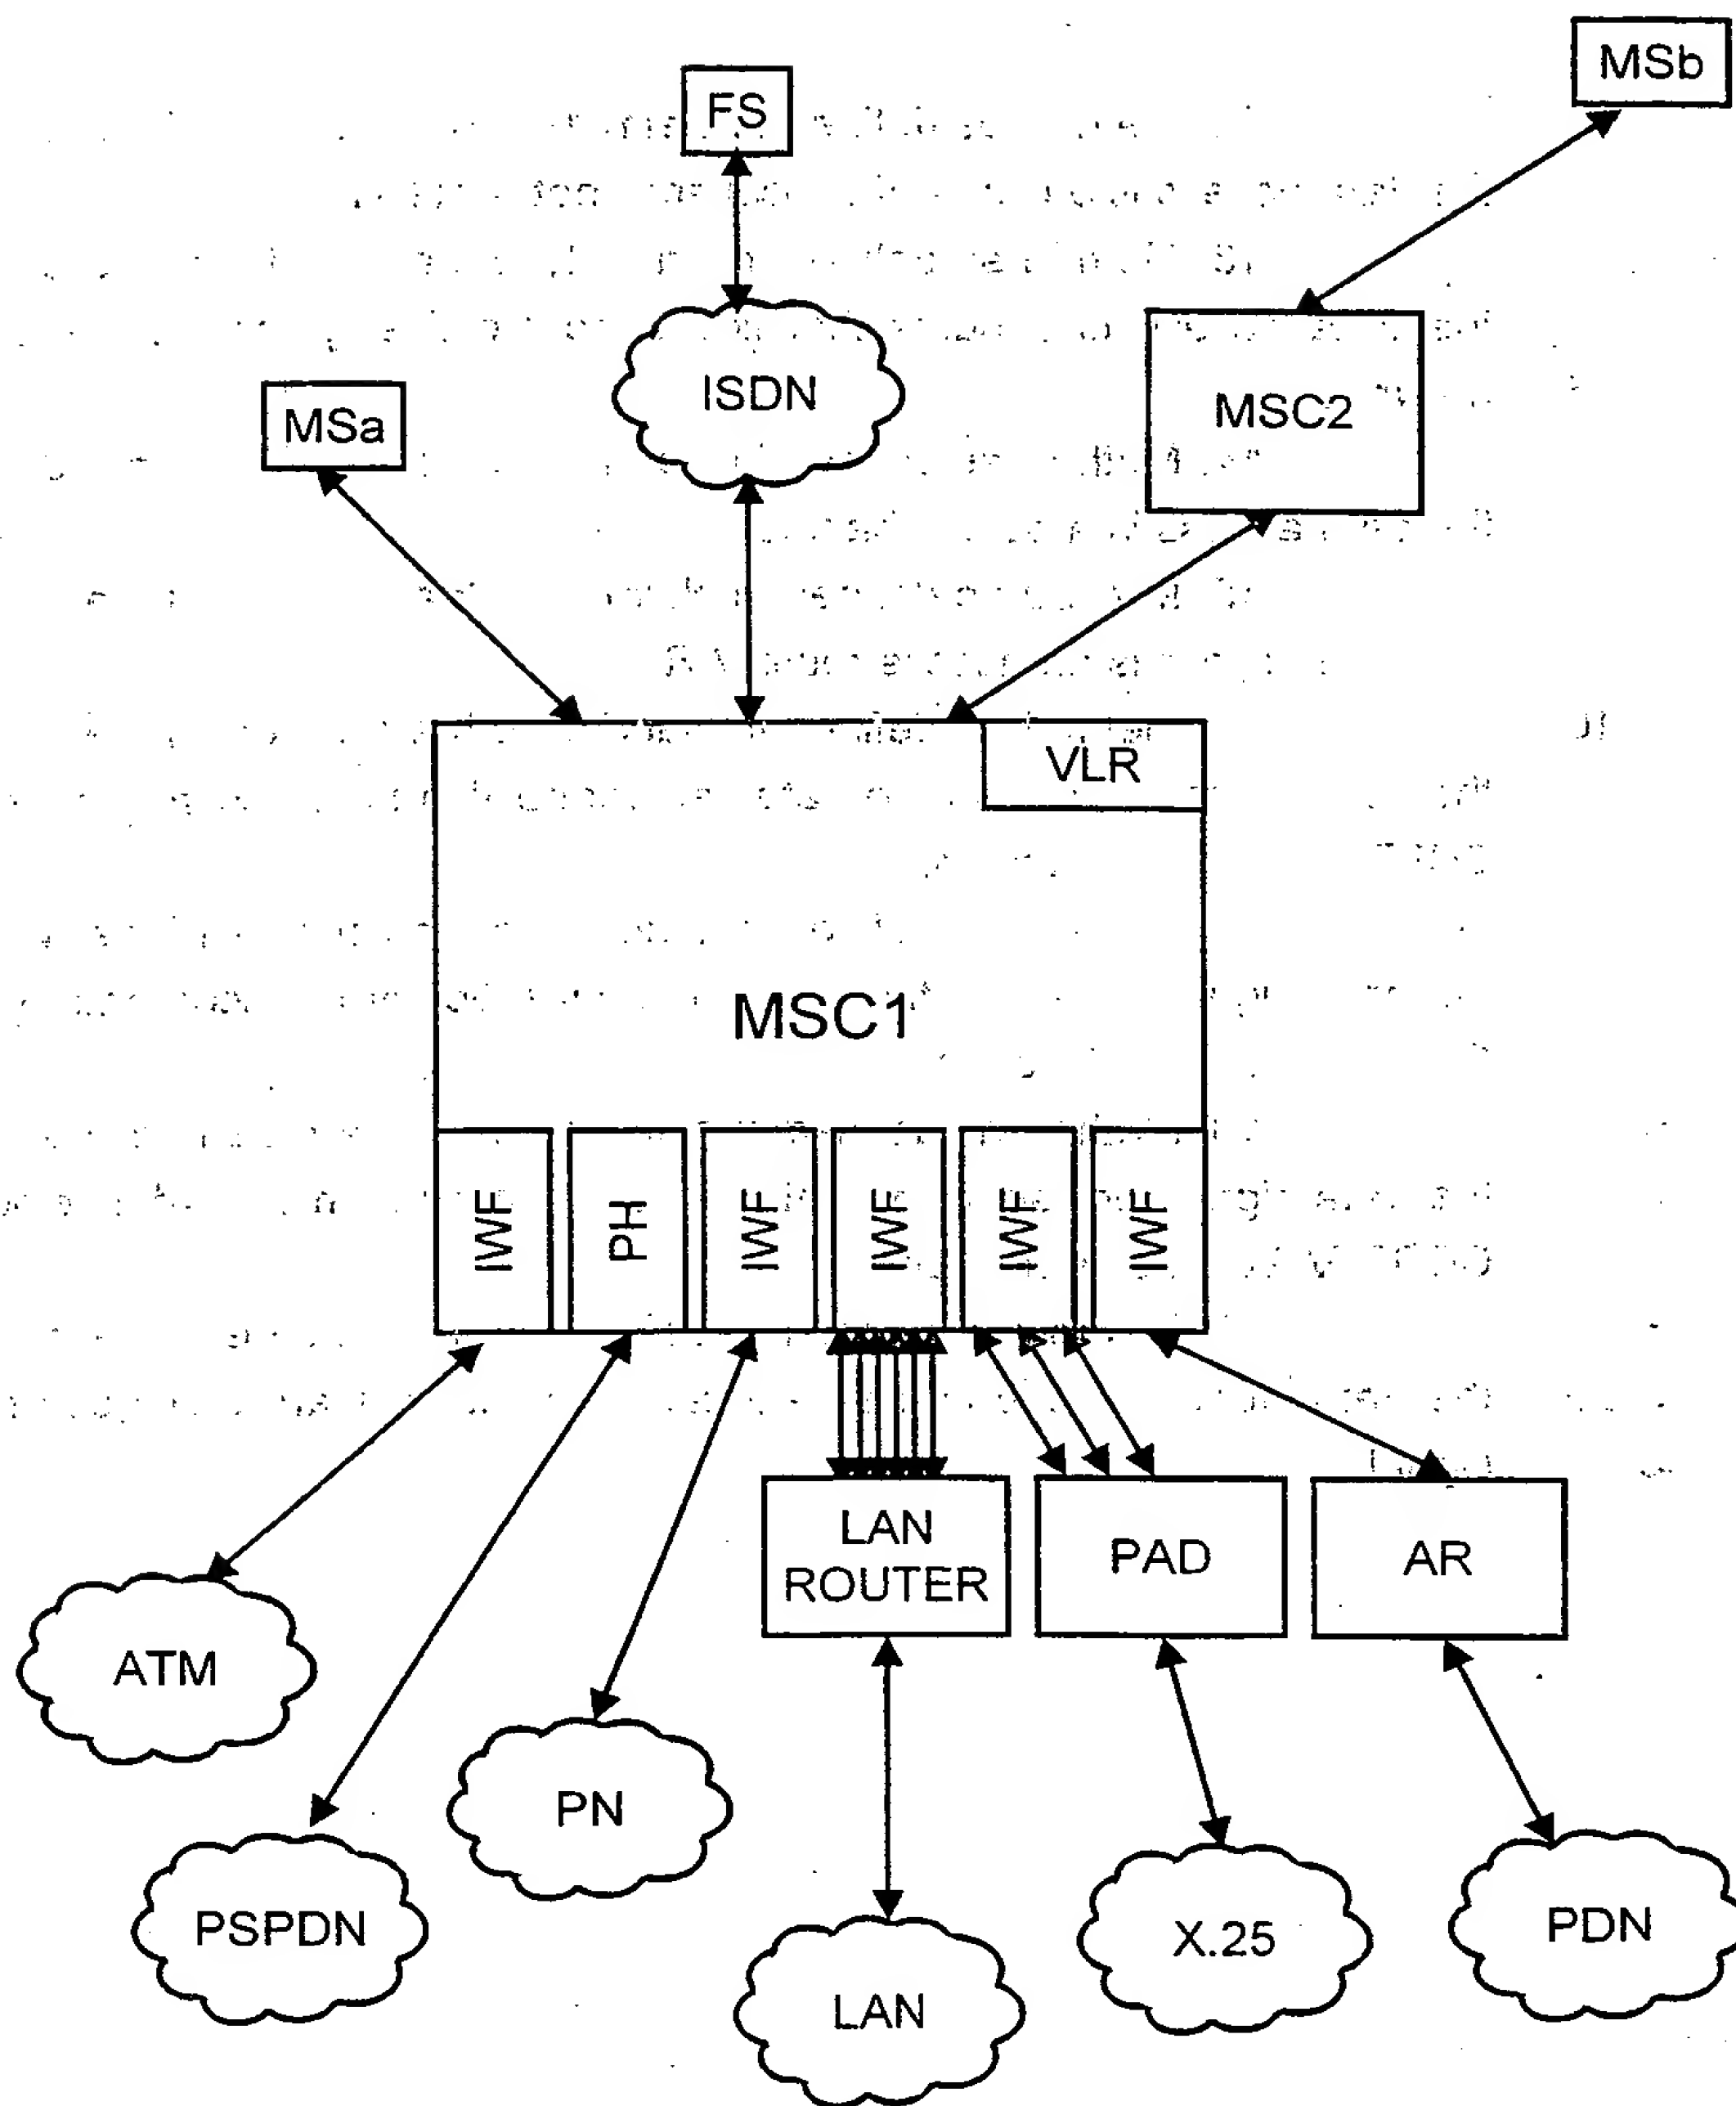 MSb
FS
ISDN
MSa
MSC2
VLR
MSC1
IWF
PH
IWF
IWF
IWF
IWF
LAN
ROUTER
PAD
AR
ATM
PN
PSPDN
X.25
PDN
LAN